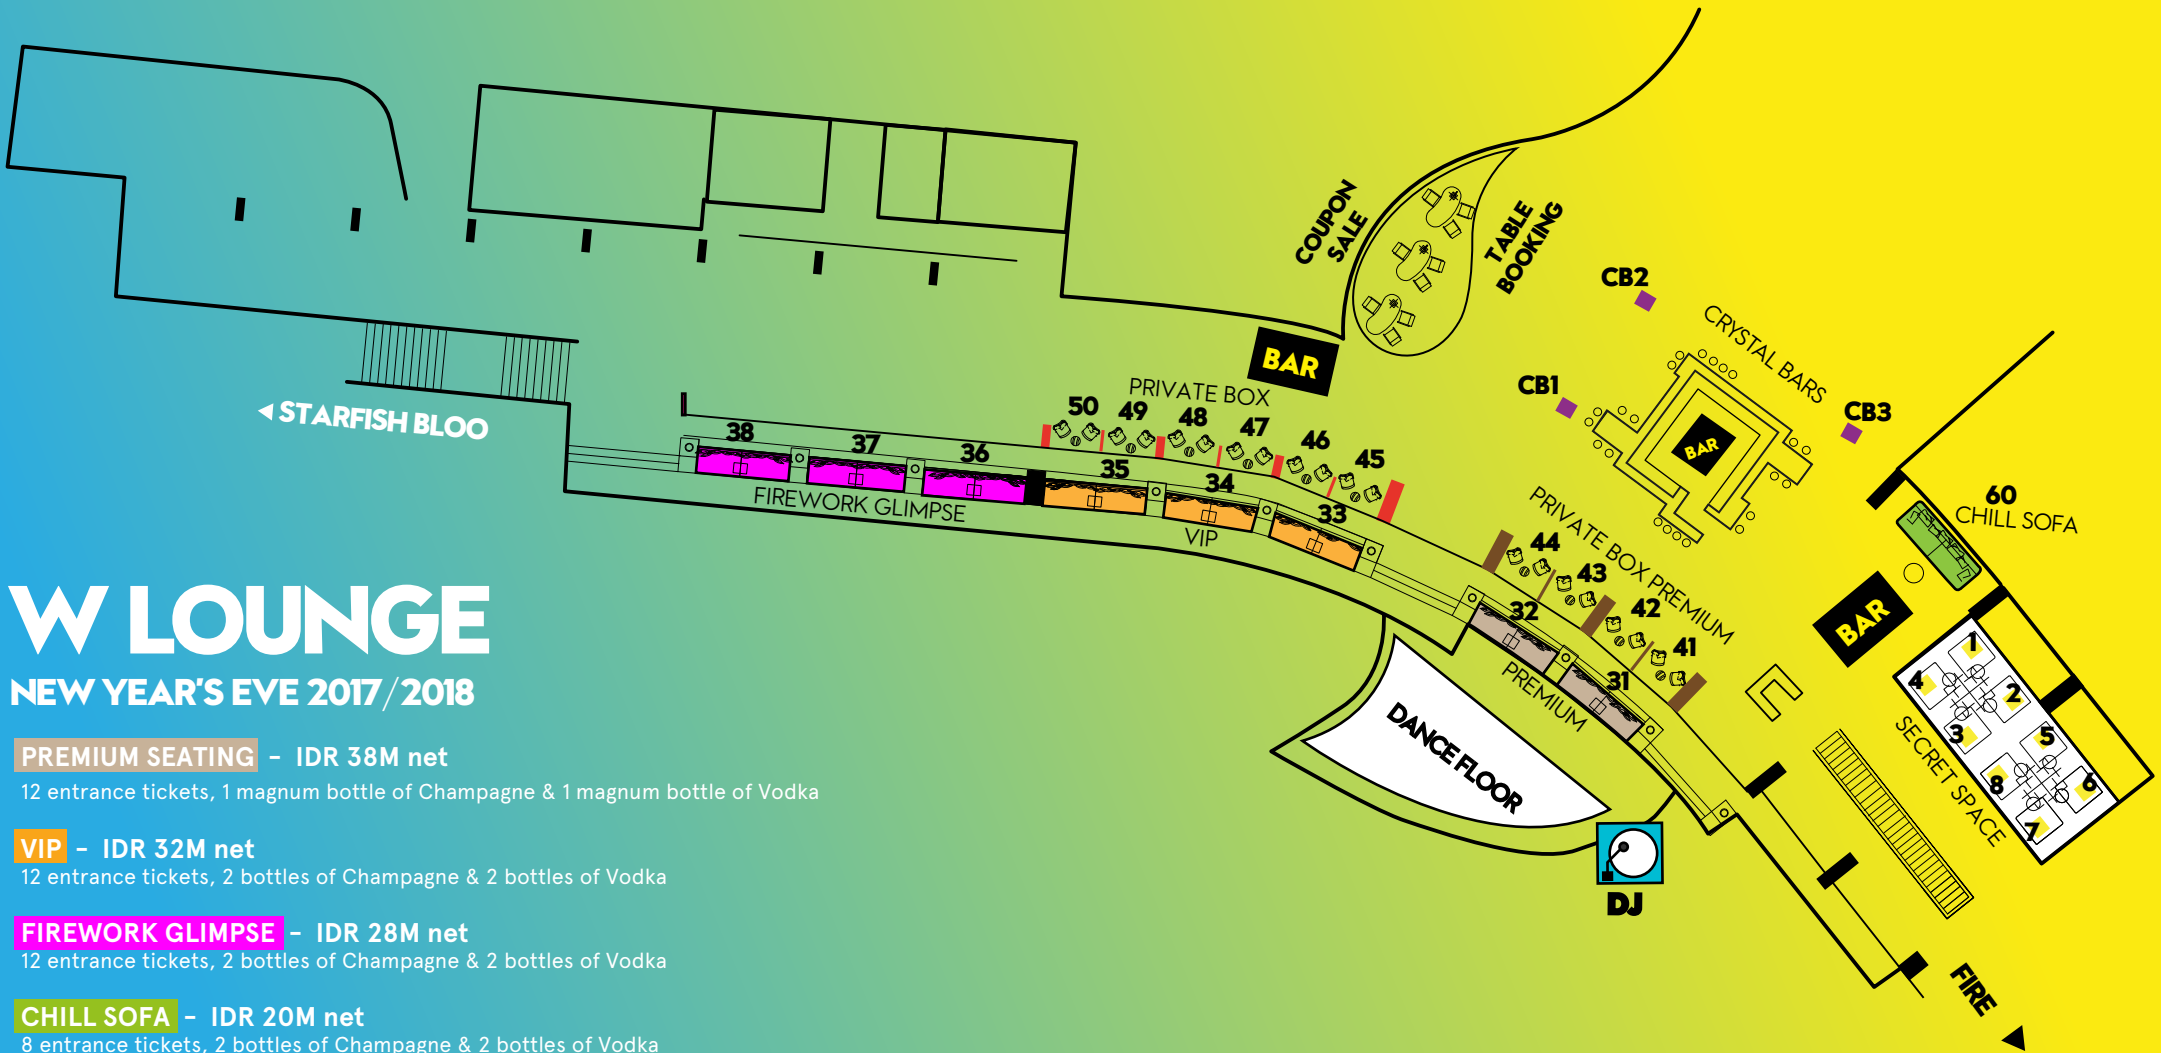 COUPON
SALE
TABLE
BOOKING
CB2
CRYSTAL BARS
BAR
CB1
CB3
PRIVATE BOX
50
49
48
47
46
45
BAR
◀ STARFISH BLOO
38
37
36
35
34
33
FIREWORK GLIMPSE
VIP
PRIVATE BOX PREMIUM
44
43
42
41
60
CHILL SOFA
32
31
PREMIUM
BAR
1
2
3
4
5
6
7
8
SECRET SPACE
DANCE FLOOR
DJ
FIRE
W LOUNGE
NEW YEAR'S EVE 2017/2018
PREMIUM SEATING - IDR 38M net
12 entrance tickets, 1 magnum bottle of Champagne & 1 magnum bottle of Vodka
VIP - IDR 32M net
12 entrance tickets, 2 bottles of Champagne & 2 bottles of Vodka
FIREWORK GLIMPSE - IDR 28M net
12 entrance tickets, 2 bottles of Champagne & 2 bottles of Vodka
CHILL SOFA - IDR 20M net
8 entrance tickets, 2 bottles of Champagne & 2 bottles of Vodka